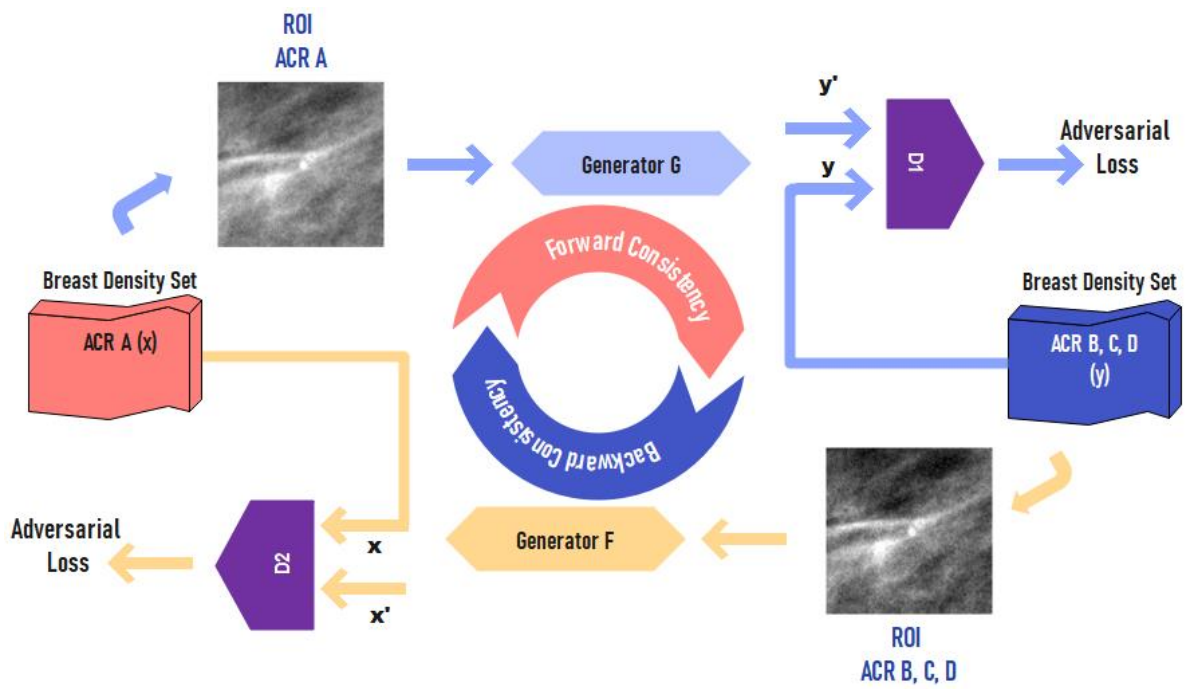 ROI
ACR A
y'
Generator G
D1
Adversarial
Loss
y
Forward Consistency
Breast Density Set
ACR A (x)
Breast Density Set
ACR B, C, D
(y)
Backward Consistency
Adversarial
Loss
D2
x
x'
Generator F
ROI
ACR B, C, D